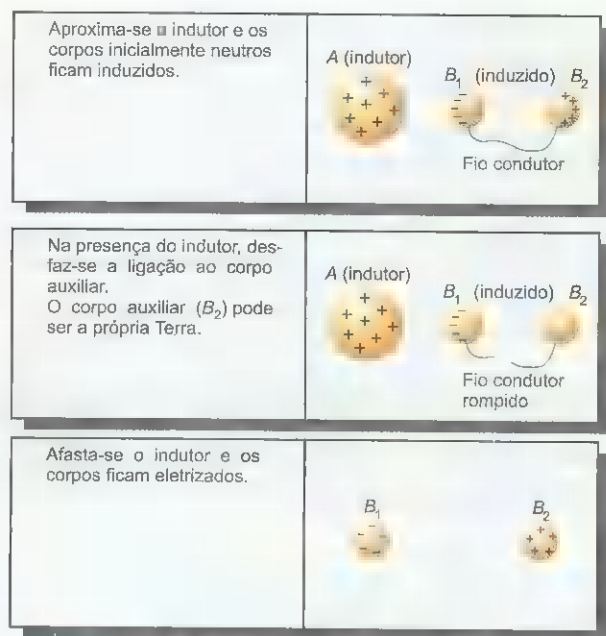 Aproxima-se o indutor e os
corpos inicialmente neutros
ficam induzidos.
A (indutor)
B1 (induzido) B2
Fio condutor
Na presença do indutor, des-
faz-se a ligação ao corpo
auxiliar.
O corpo auxiliar (B2) pode
ser a própria Terra.
A (indutor)
B1 (induzido) B2
Fio condutor
rompido
Afasta-se o indutor e os
corpos ficam eletrizados.
B1
B2